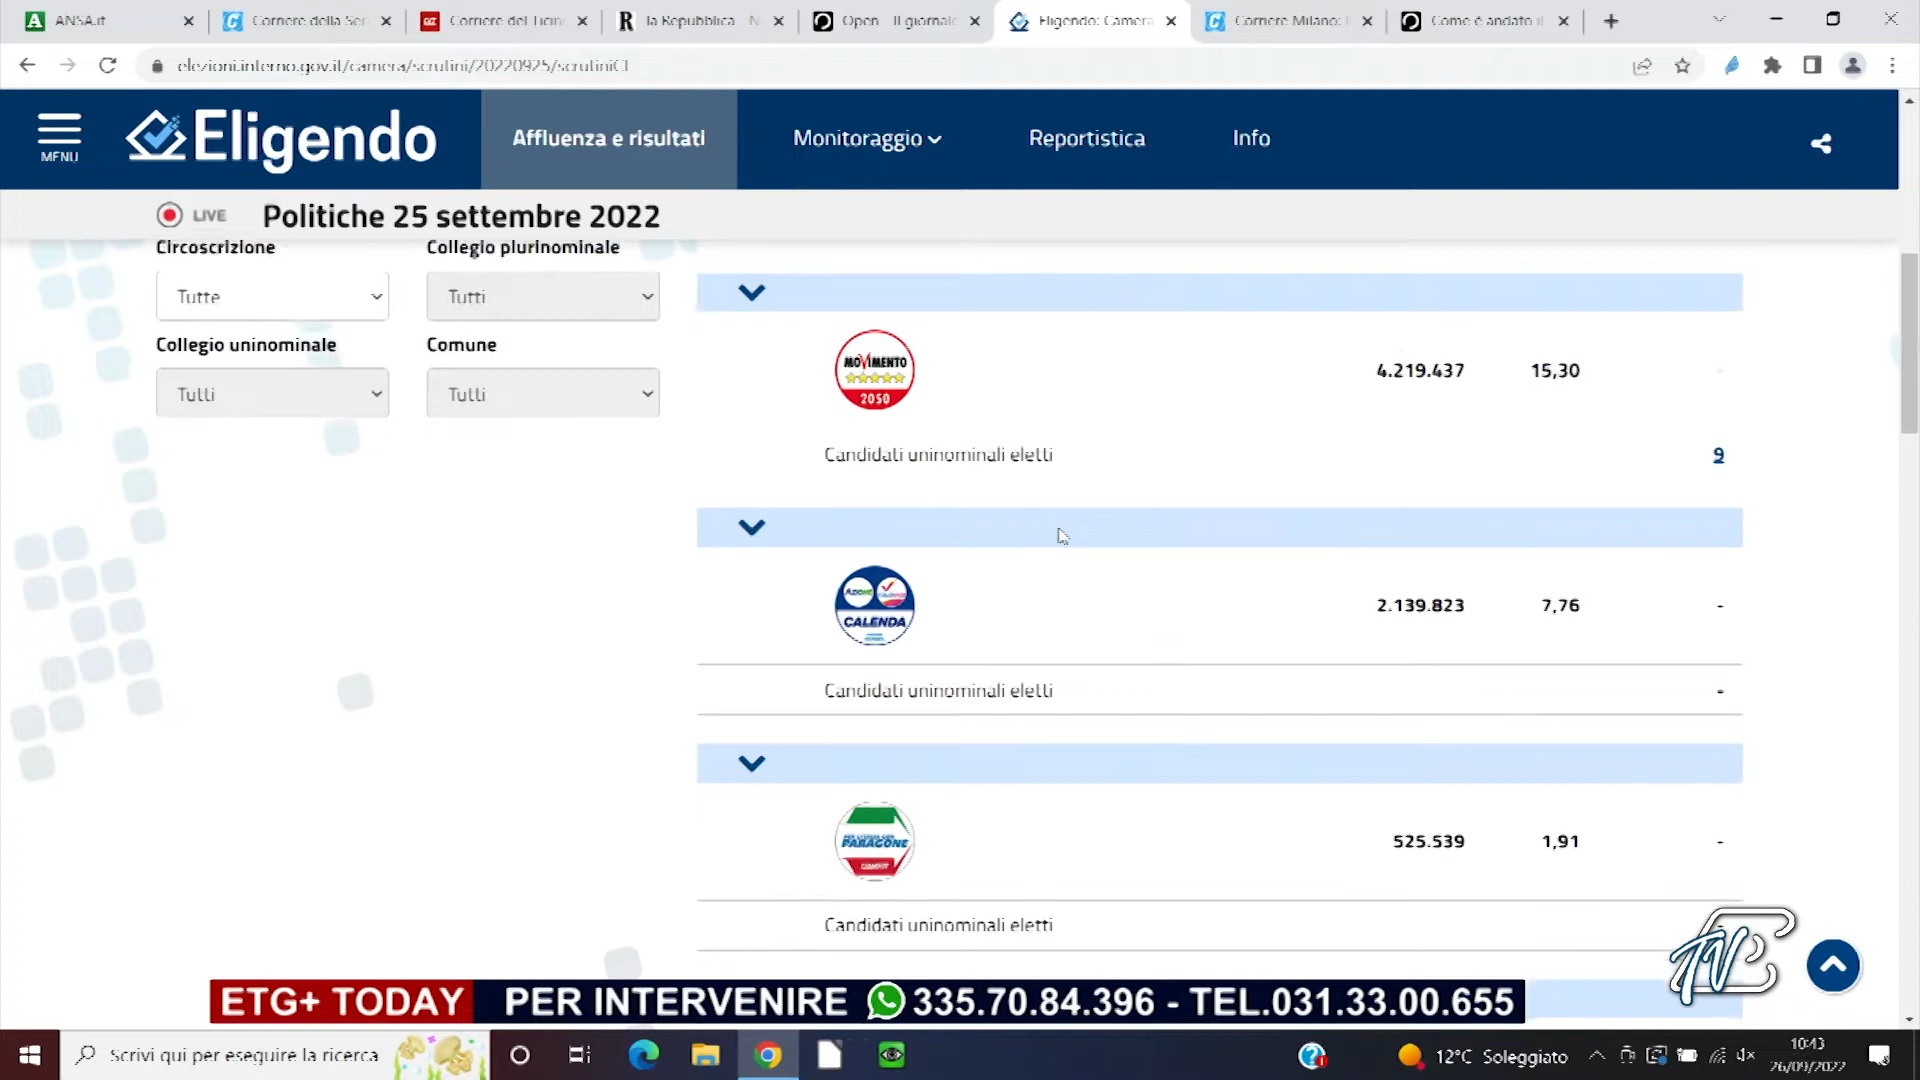 ANSA.it
Corriere della Ser
Corriere del Ticin
la Repubblica - N
Open - Il giornale
Eligendo: Camera
Corriere Milano:
Come è andato il
elezioni.interno.gov.it/camera/scrutini/20220925/scrutiniCI
MENU
Eligendo
Affluenza e risultati
Monitoraggio
Reportistica
Info
LIVE
Politiche 25 settembre 2022
Circoscrizione
Collegio plurinominale
Tutte
Tutti
Collegio uninominale
Comune
Tutti
Tutti
MOVIMENTO
2050
4.219.437
15,30
-
Candidati uninominali eletti
9
AZIONE
CALENDA
2.139.823
7,76
-
Candidati uninominali eletti
-
PARAGONE
525.539
1,91
-
Candidati uninominali eletti
ETG+ TODAY
PER INTERVENIRE 335.70.84.396 - TEL.031.33.00.655
Scrivi qui per eseguire la ricerca
12°C Soleggiato
10:43
26/09/2022